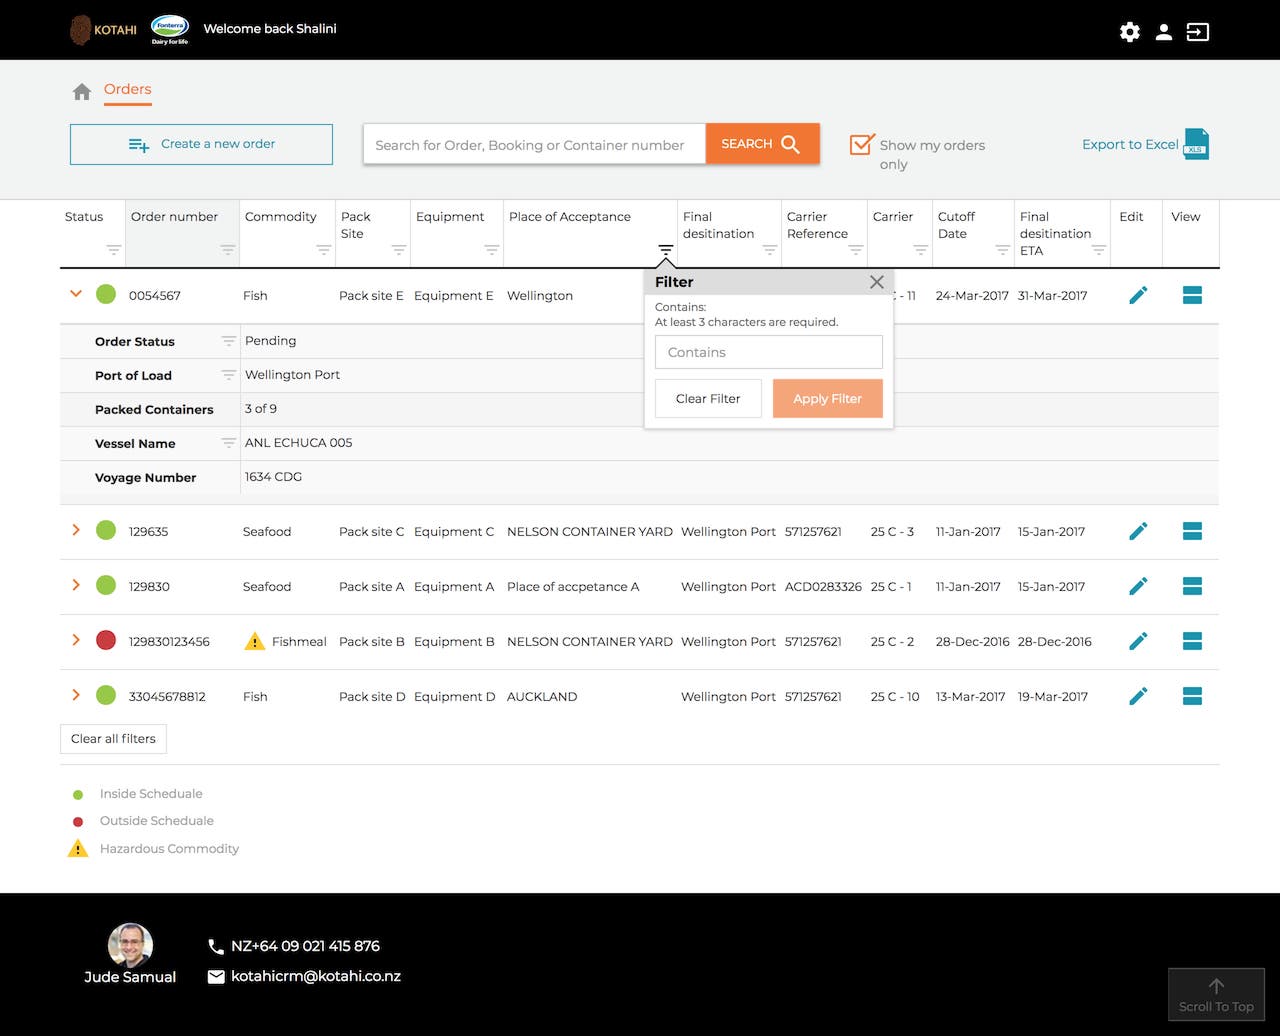 KOTAHI
Fonterra
Dairy for life
Welcome back Shalini
Orders
Create a new order
Search for Order, Booking or Container number
SEARCH
Show my orders
only
Export to Excel
XLS
Status Order number Commodity Pack Equipment Place of Acceptance Final Carrier Carrier Cutoff Final Edit View
Site desitination Reference Date desitination
ETA
Filter
Contains:
At least 3 characters are required.
Contains
Clear Filter Apply Filter
0054567 Fish Pack site E Equipment E Wellington C - 11 24-Mar-2017 31-Mar-2017
Order Status Pending
Port of Load Wellington Port
Packed Containers 3 of 9
Vessel Name ANL ECHUCA 005
Voyage Number 1634 CDG
129635 Seafood Pack site C Equipment C NELSON CONTAINER YARD Wellington Port 571257621 25 C - 3 11-Jan-2017 15-Jan-2017
129830 Seafood Pack site A Equipment A Place of accpetance A Wellington Port ACD0283326 25 C - 1 11-Jan-2017 15-Jan-2017
129830123456 Fishmeal Pack site B Equipment B NELSON CONTAINER YARD Wellington Port 571257621 25 C - 2 28-Dec-2016 28-Dec-2016
33045678812 Fish Pack site D Equipment D AUCKLAND Wellington Port 571257621 25 C - 10 13-Mar-2017 19-Mar-2017
Clear all filters
Inside Scheduale
Outside Scheduale
Hazardous Commodity
Jude Samual
NZ+64 09 021 415 876
kotahicrm@kotahi.co.nz
Scroll To Top